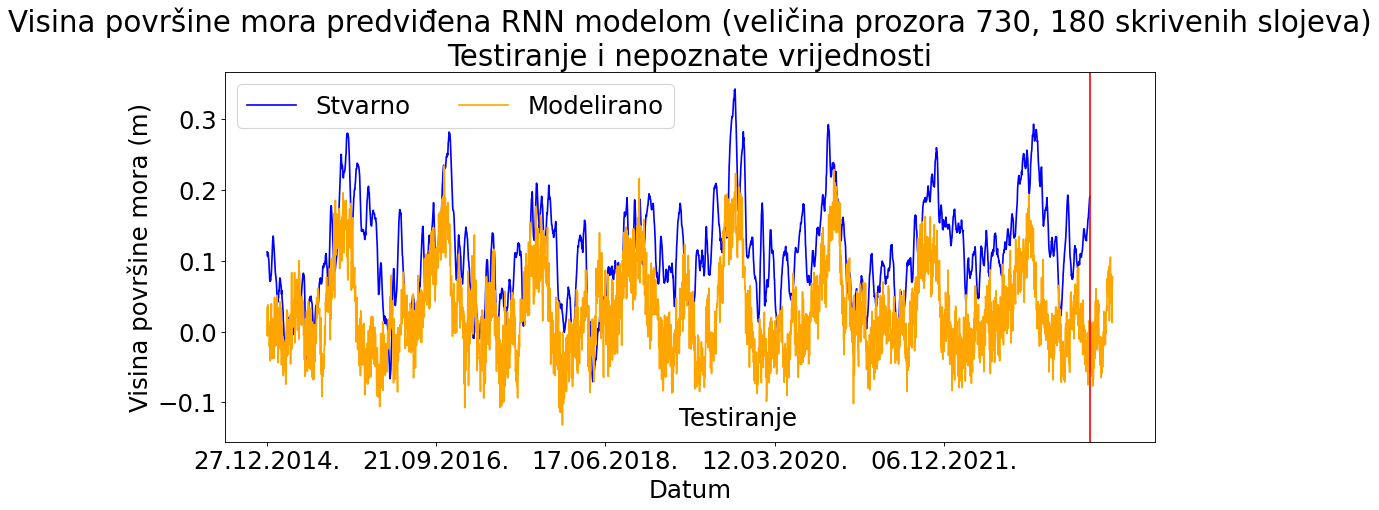 Visina površine mora predviđena RNN modelom (veličina prozora 730, 180 skrivenih slojeva)
Testiranje i nepoznate vrijednosti
Stvarno Modelirano
Visina površine mora (m)
0.3
0.2
0.1
0.0
−0.1
Testiranje
27.12.2014. 21.09.2016. 17.06.2018. 12.03.2020. 06.12.2021.
Datum